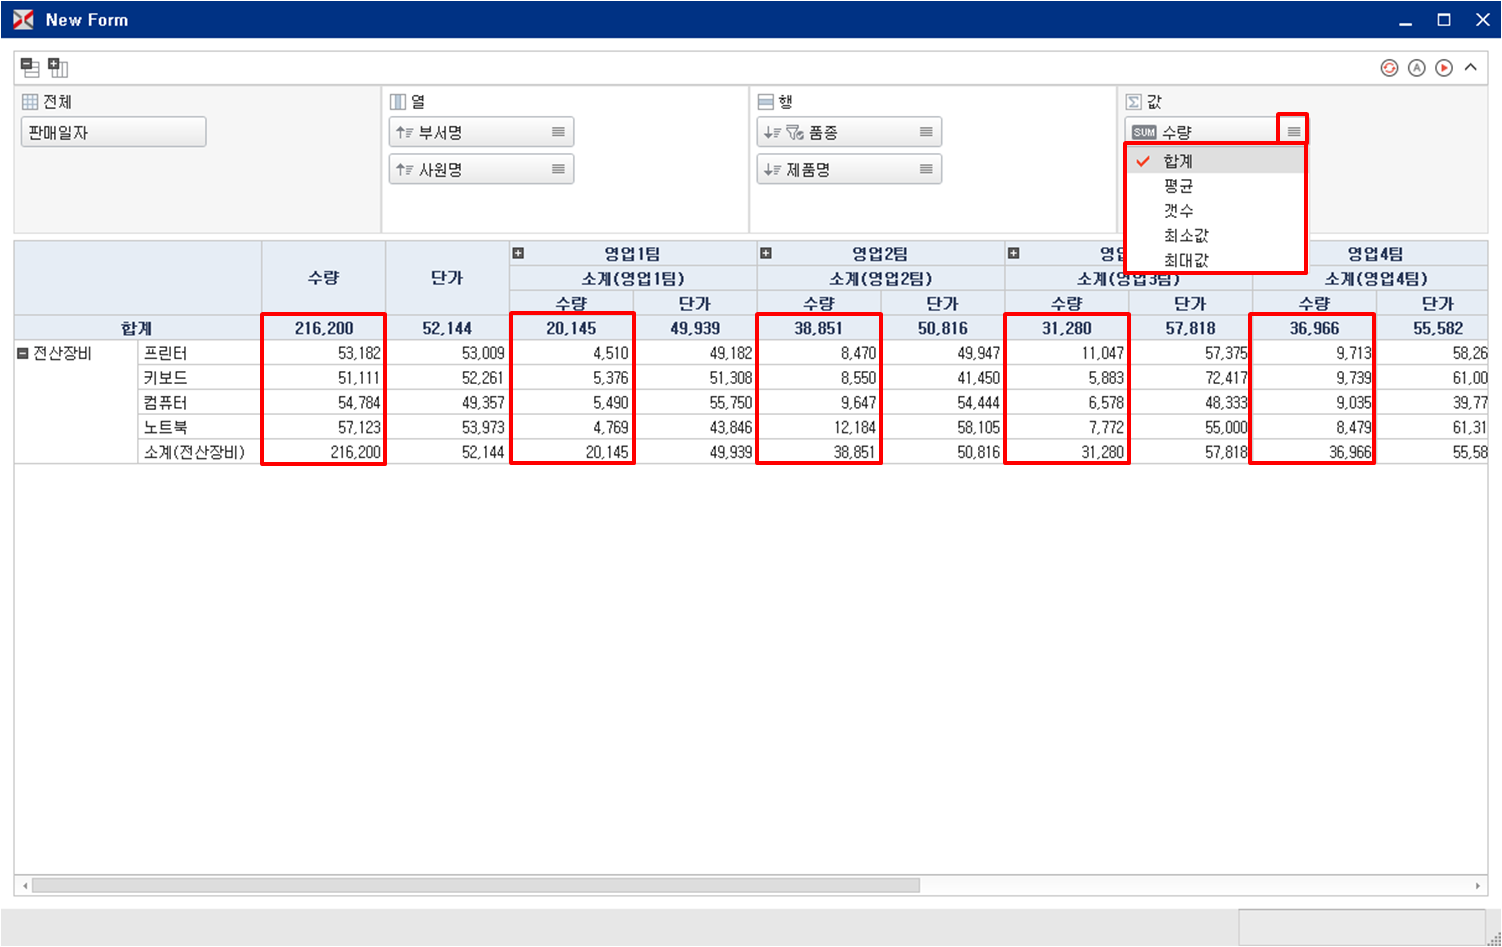 New Form
전체 열 행 값
판매일자 부서명 품종 SUM 수량
사원명 제품명
합계
평균
갯수
최소값
최대값
수량 단가 영업1팀 영업2팀 영업 영업4팀
소계(영업1팀) 소계(영업2팀) 소계(영업3팀) 소계(영업4팀)
수량 단가 수량 단가 수량 단가 수량 단가
합계 216,200 52,144 20,145 49,939 38,851 50,816 31,280 57,818 36,966 55,582
전산장비 프린터 53,182 53,009 4,510 49,182 8,470 49,947 11,047 57,375 9,713 58,26
키보드 51,111 52,261 5,376 51,308 8,550 41,450 5,883 72,417 9,739 61,00
컴퓨터 54,784 49,357 5,490 55,750 9,647 54,444 6,578 48,333 9,035 39,77
노트북 57,123 53,973 4,769 43,846 12,184 58,105 7,772 55,000 8,479 61,31
소계(전산장비) 216,200 52,144 20,145 49,939 38,851 50,816 31,280 57,818 36,966 55,58